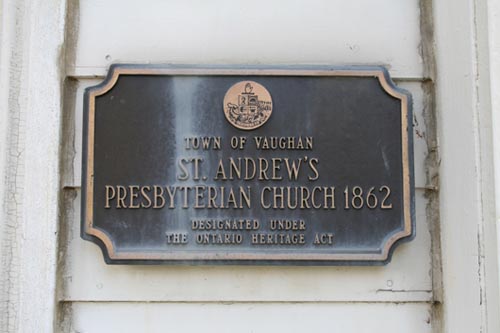 TOWN OF VAUGHAN
ST. ANDREW'S
PRESBYTERIAN CHURCH 1862
DESIGNATED UNDER
THE ONTARIO HERITAGE ACT